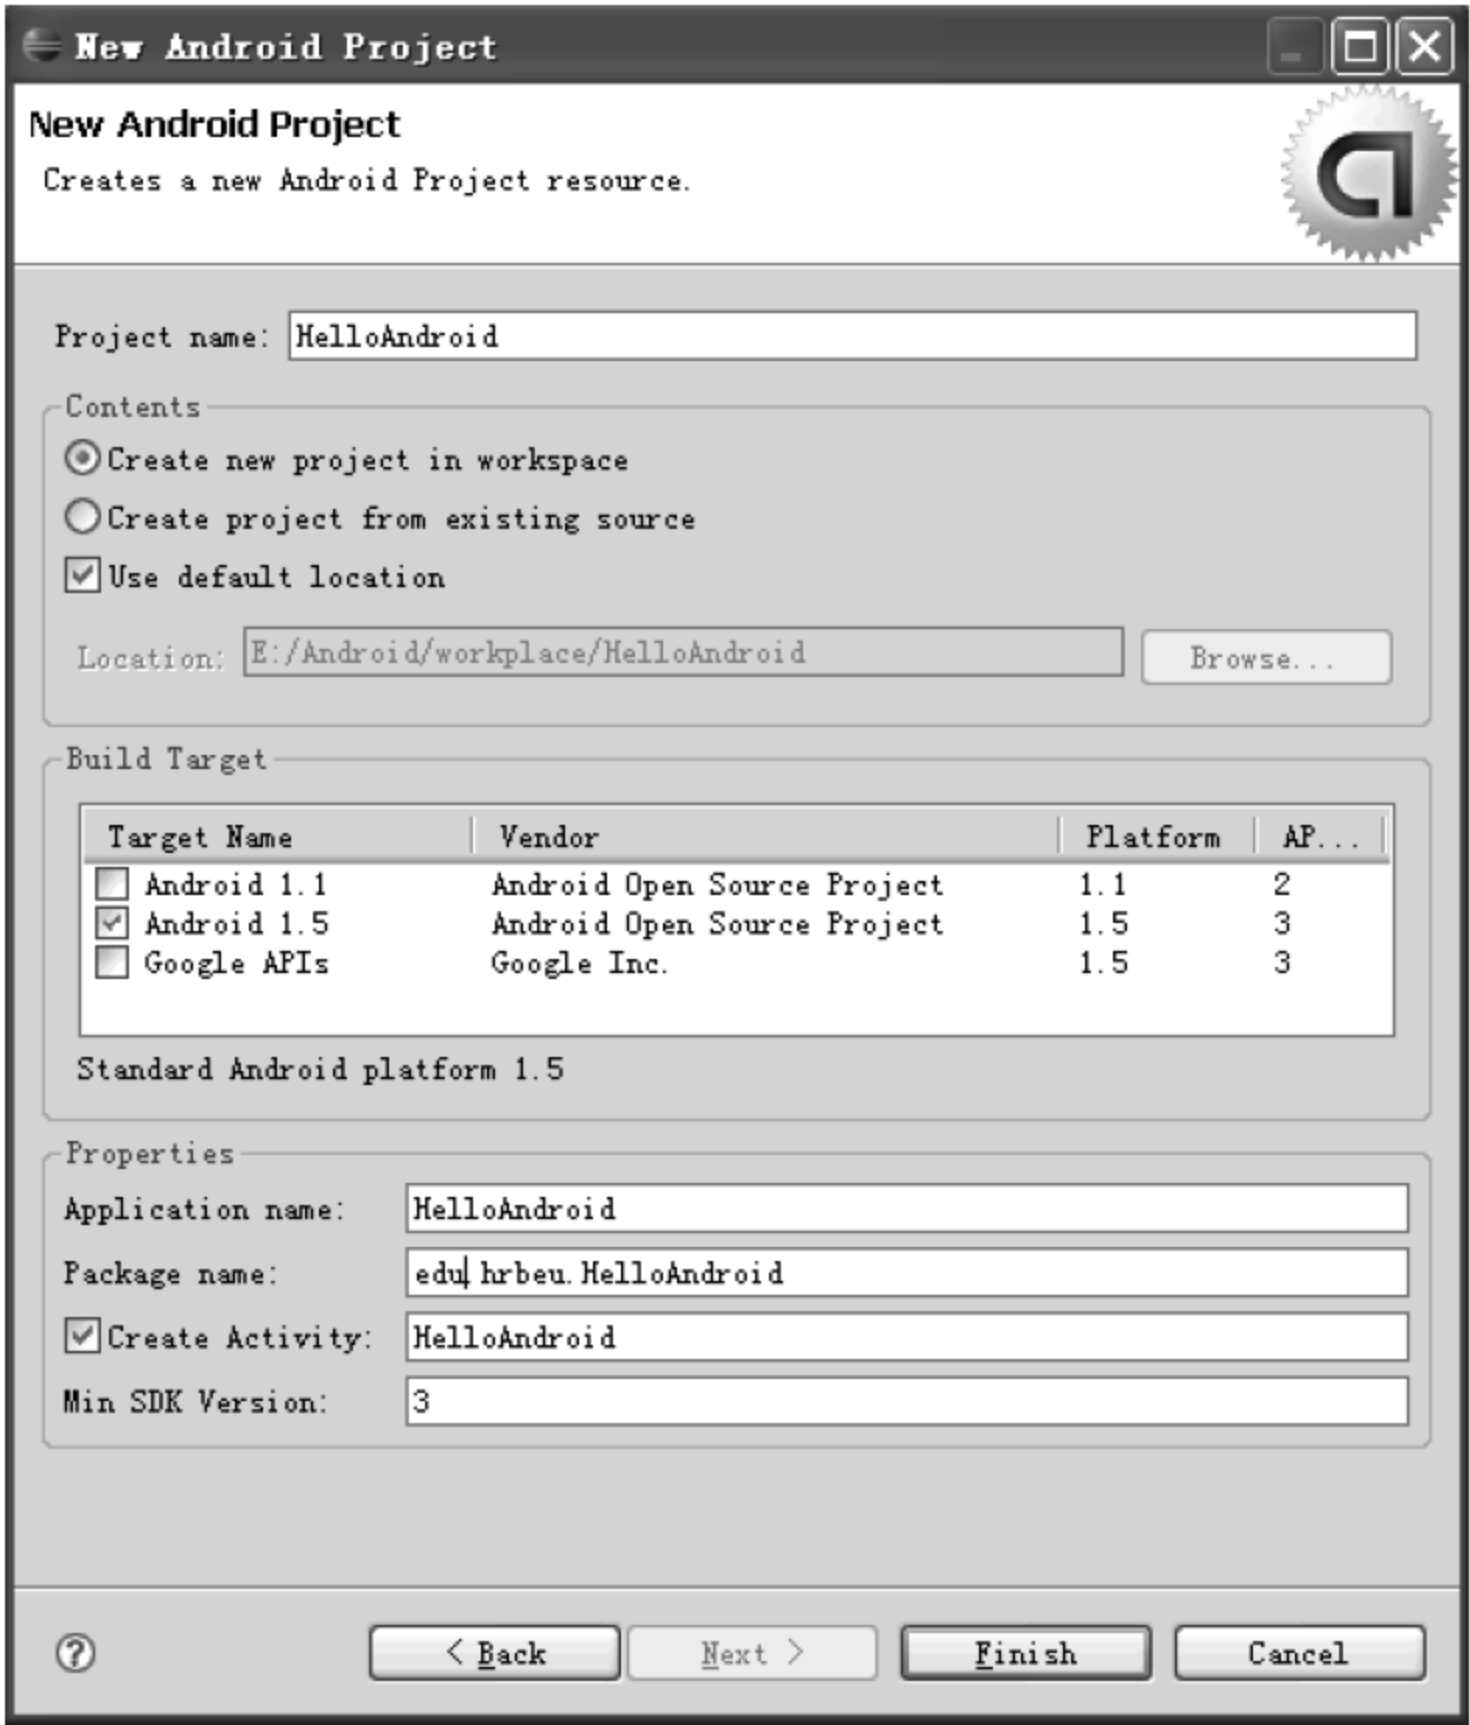 New Android Project
New Android Project
Creates a new Android Project resource.
Project name: HelloAndroid
Contents
Create new project in workspace
Create project from existing source
Use default location
Location: E:/Android/workplace/HelloAndroid Browse...
Build Target
Target Name Vendor Platform AP...
Android 1.1 Android Open Source Project 1.1 2
Android 1.5 Android Open Source Project 1.5 3
Google APIs Google Inc. 1.5 3
Standard Android platform 1.5
Properties
Application name: HelloAndroid
Package name: edu.hrbeu.HelloAndroid
Create Activity: HelloAndroid
Min SDK Version: 3
? < Back Next > Finish Cancel